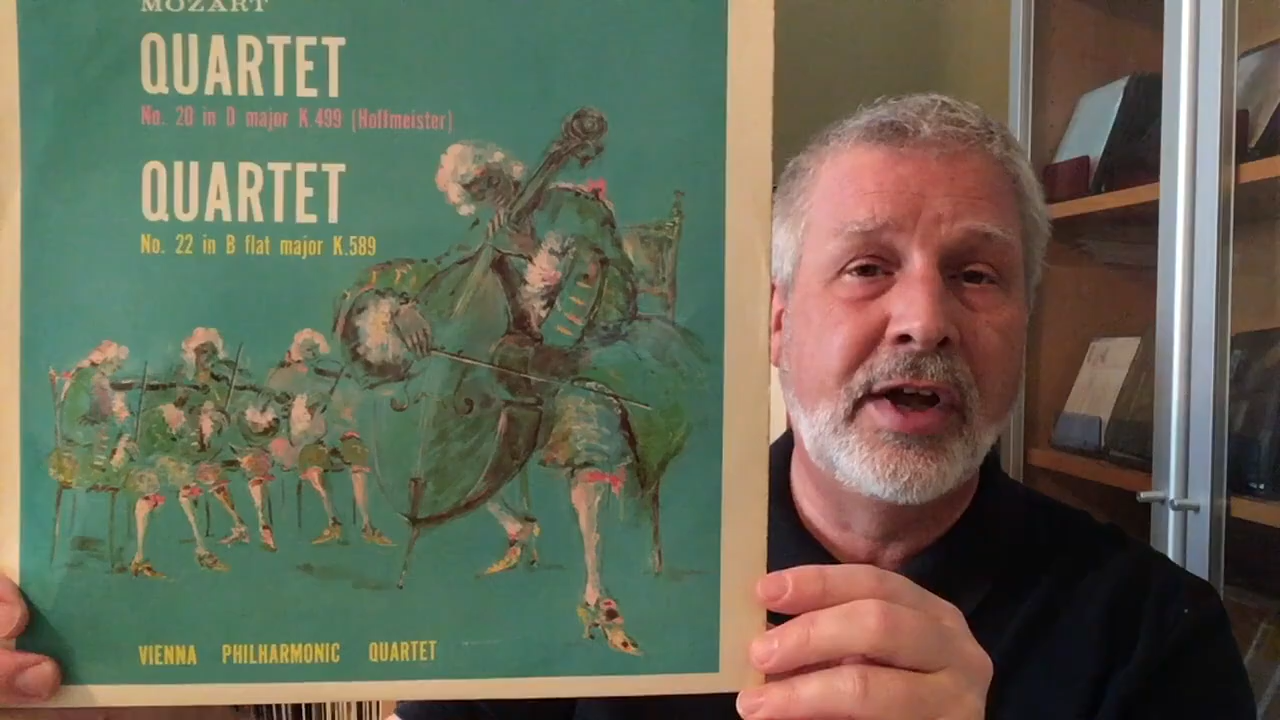 MOZART
QUARTET
No. 20 in D major K.499 (Hoffmeister)
QUARTET
No. 22 in B flat major K.589
VIENNA PHILHARMONIC QUARTET